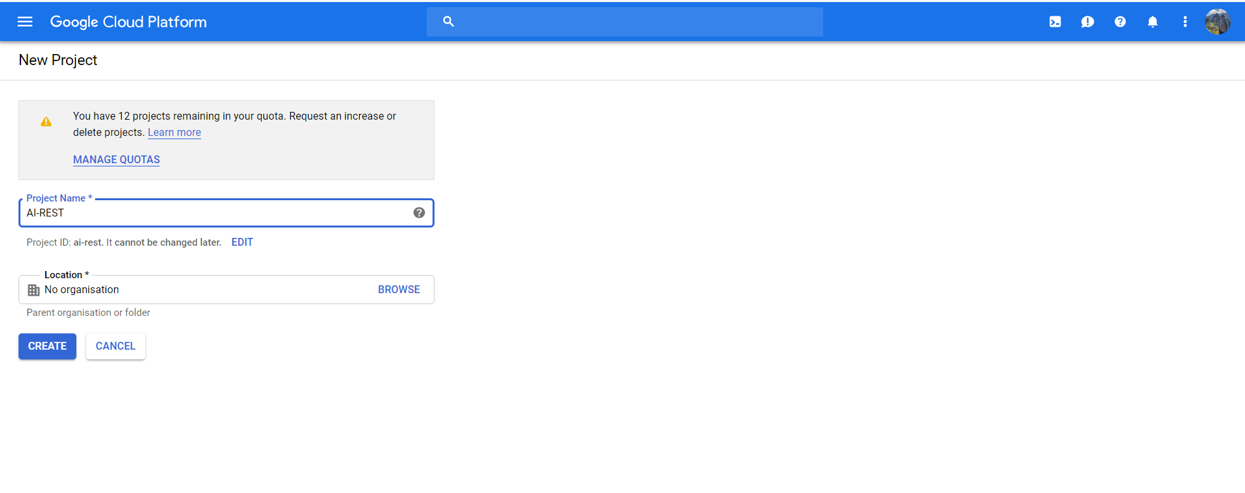 Google Cloud Platform
New Project
You have 12 projects remaining in your quota. Request an increase or
delete projects. Learn more
MANAGE QUOTAS
Project Name *
AI-REST
Project ID: ai-rest. It cannot be changed later. EDIT
Location *
No organisation BROWSE
Parent organisation or folder
CREATE CANCEL